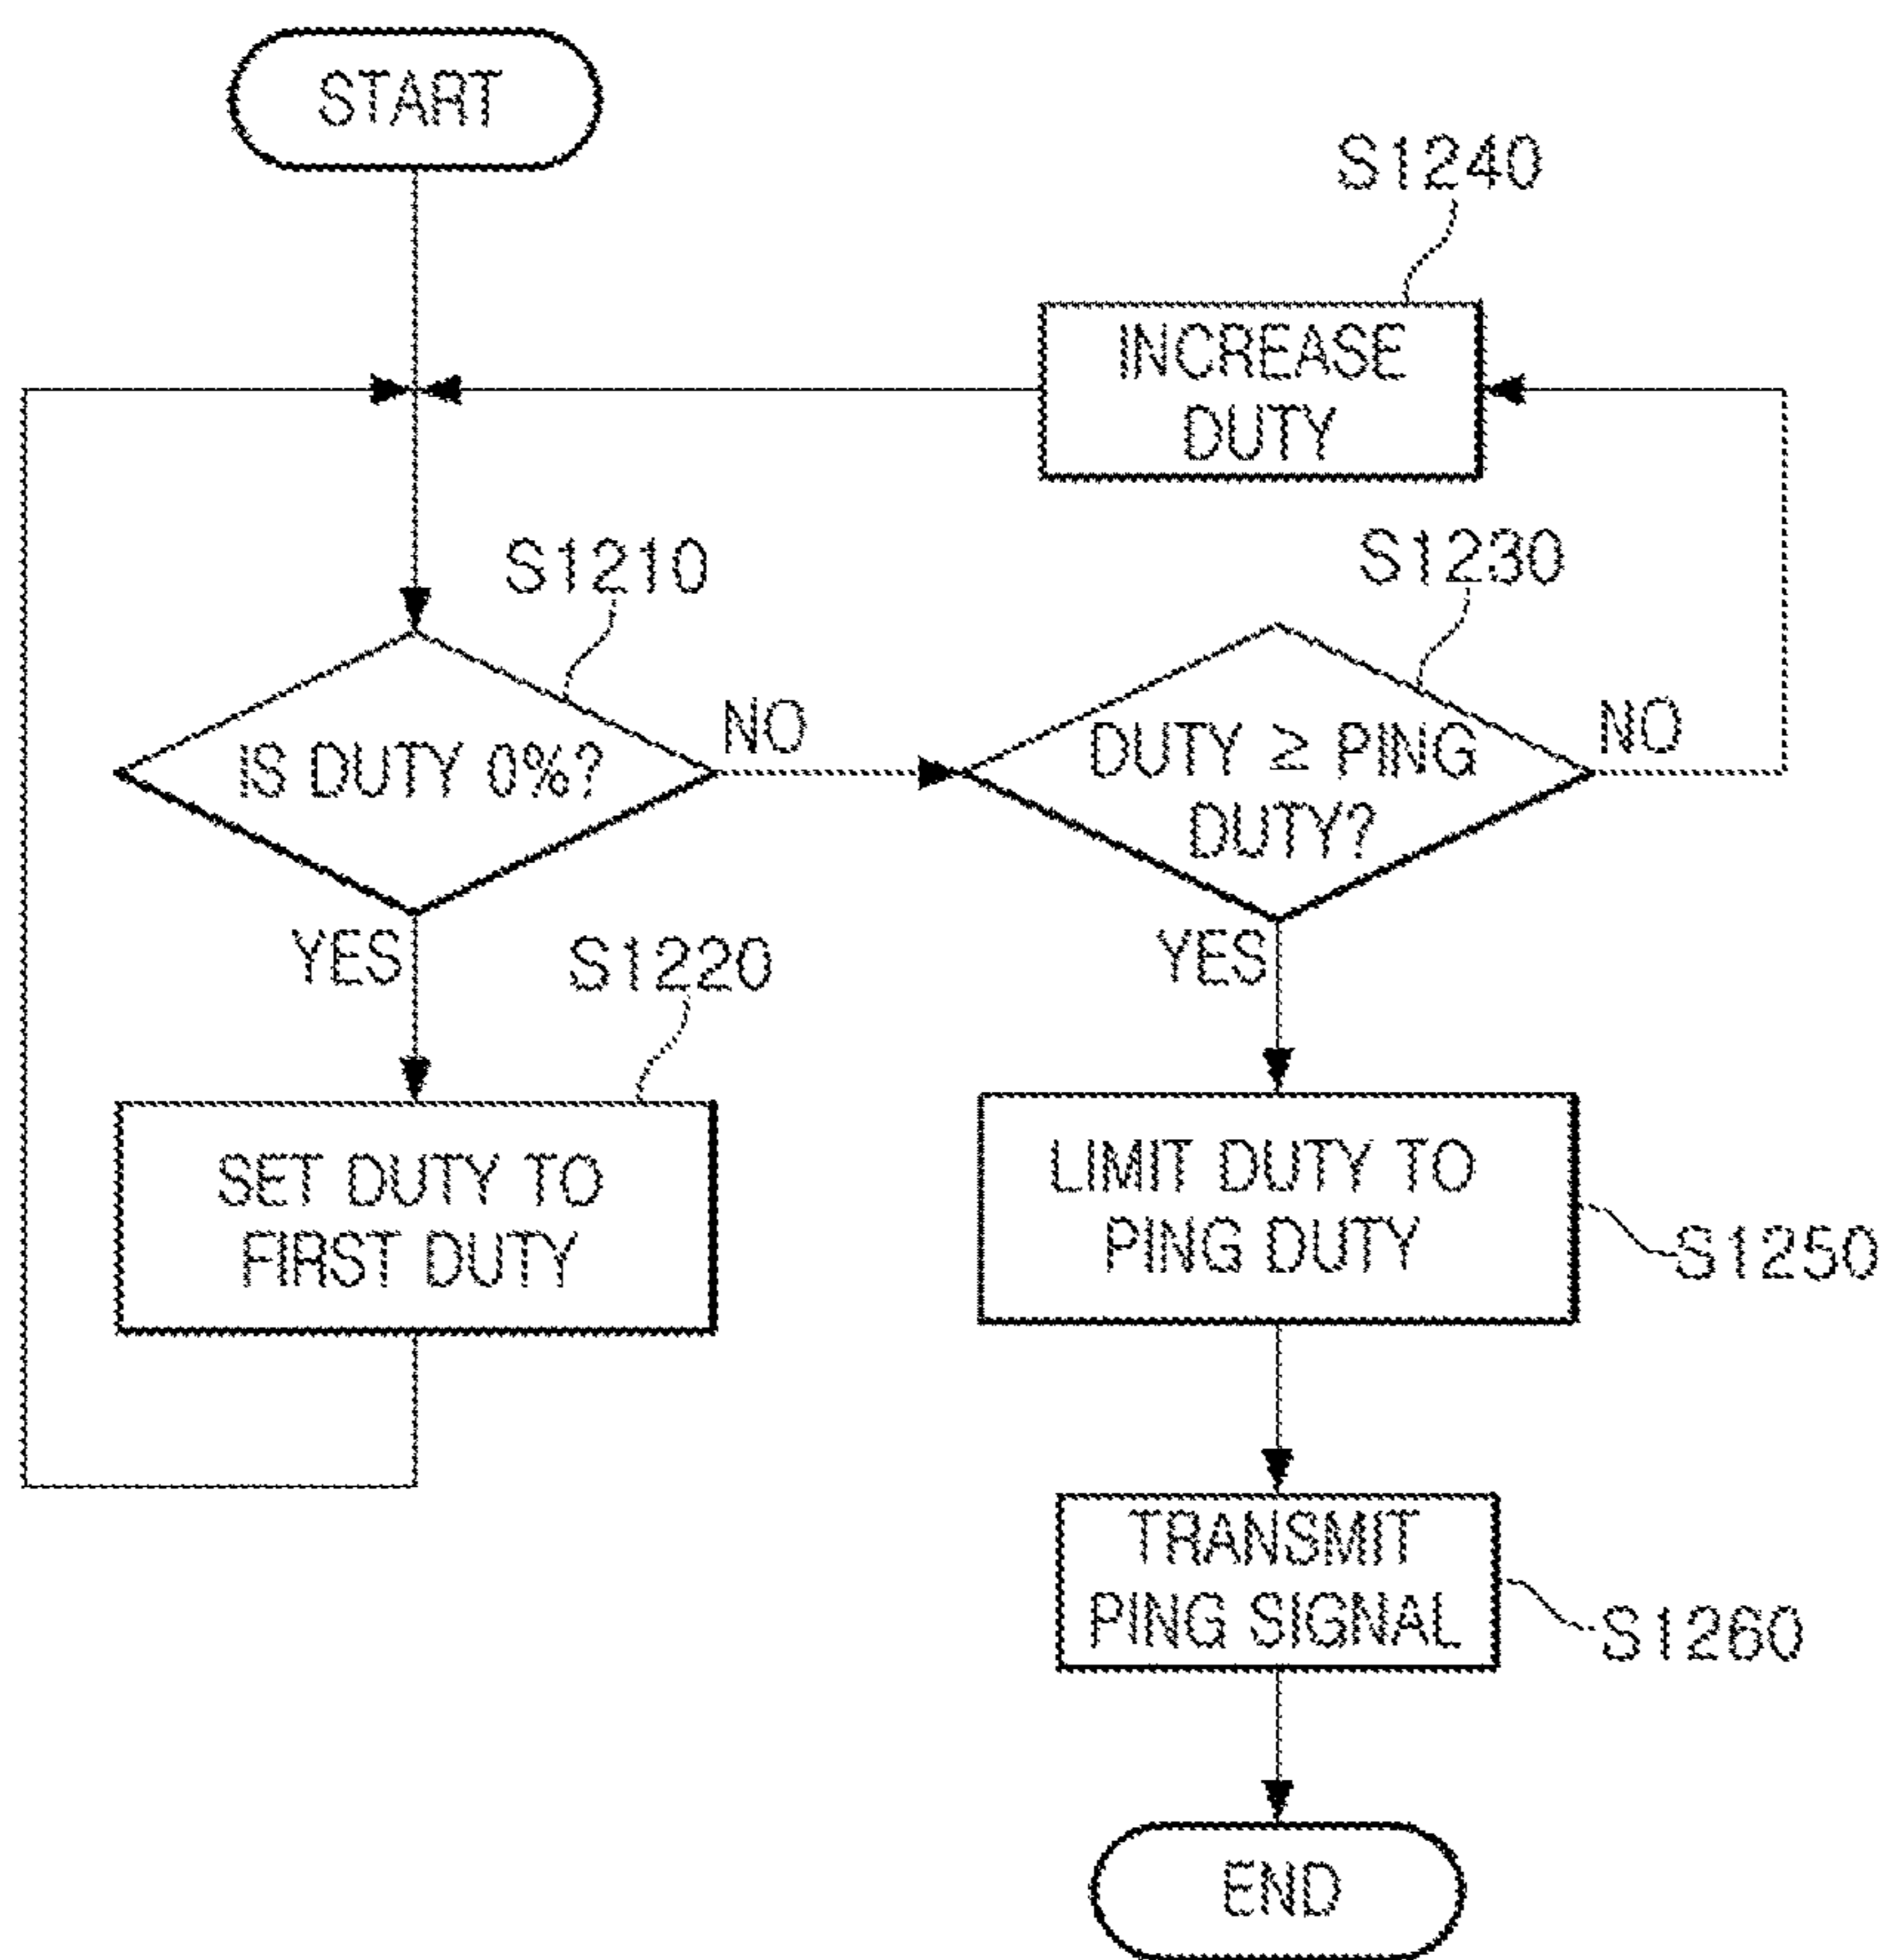 START
S1240
INCREASE
DUTY
S1210
S1230
IS DUTY 0%?
NO
DUTY ≥ PING
DUTY?
NO
YES
S1220
YES
SET DUTY TO
FIRST DUTY
LIMIT DUTY TO
PING DUTY
S1250
TRANSMIT
PING SIGNAL
S1260
END